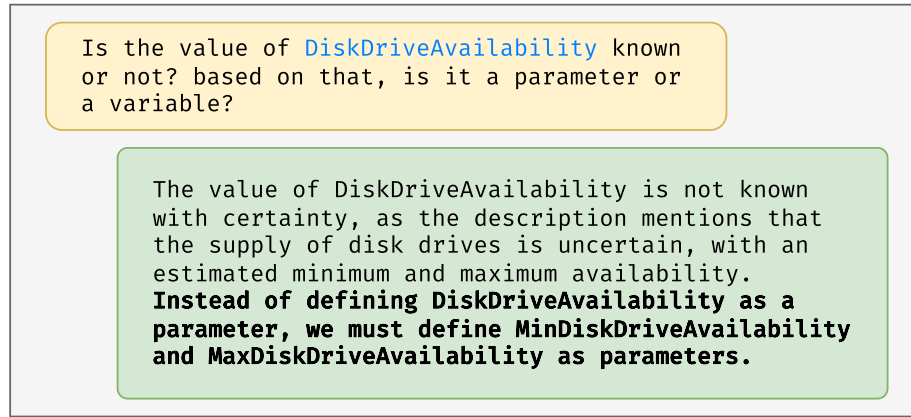 Is the value of DiskDriveAvailability known
or not? based on that, is it a parameter or
a variable?
The value of DiskDriveAvailability is not known
with certainty, as the description mentions that
the supply of disk drives is uncertain, with an
estimated minimum and maximum availability.
Instead of defining DiskDriveAvailability as a
parameter, we must define MinDiskDriveAvailability
and MaxDiskDriveAvailability as parameters.